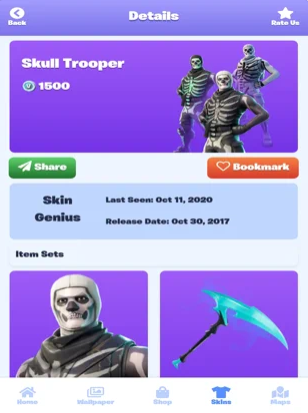 Details
Back
Rate Us
Skull Trooper
1500
Share
Bookmark
Skin
Genius
Last Seen: Oct 11, 2020
Release Date: Oct 30, 2017
Item Sets
Home
Wallpaper
Shop
Skins
Maps